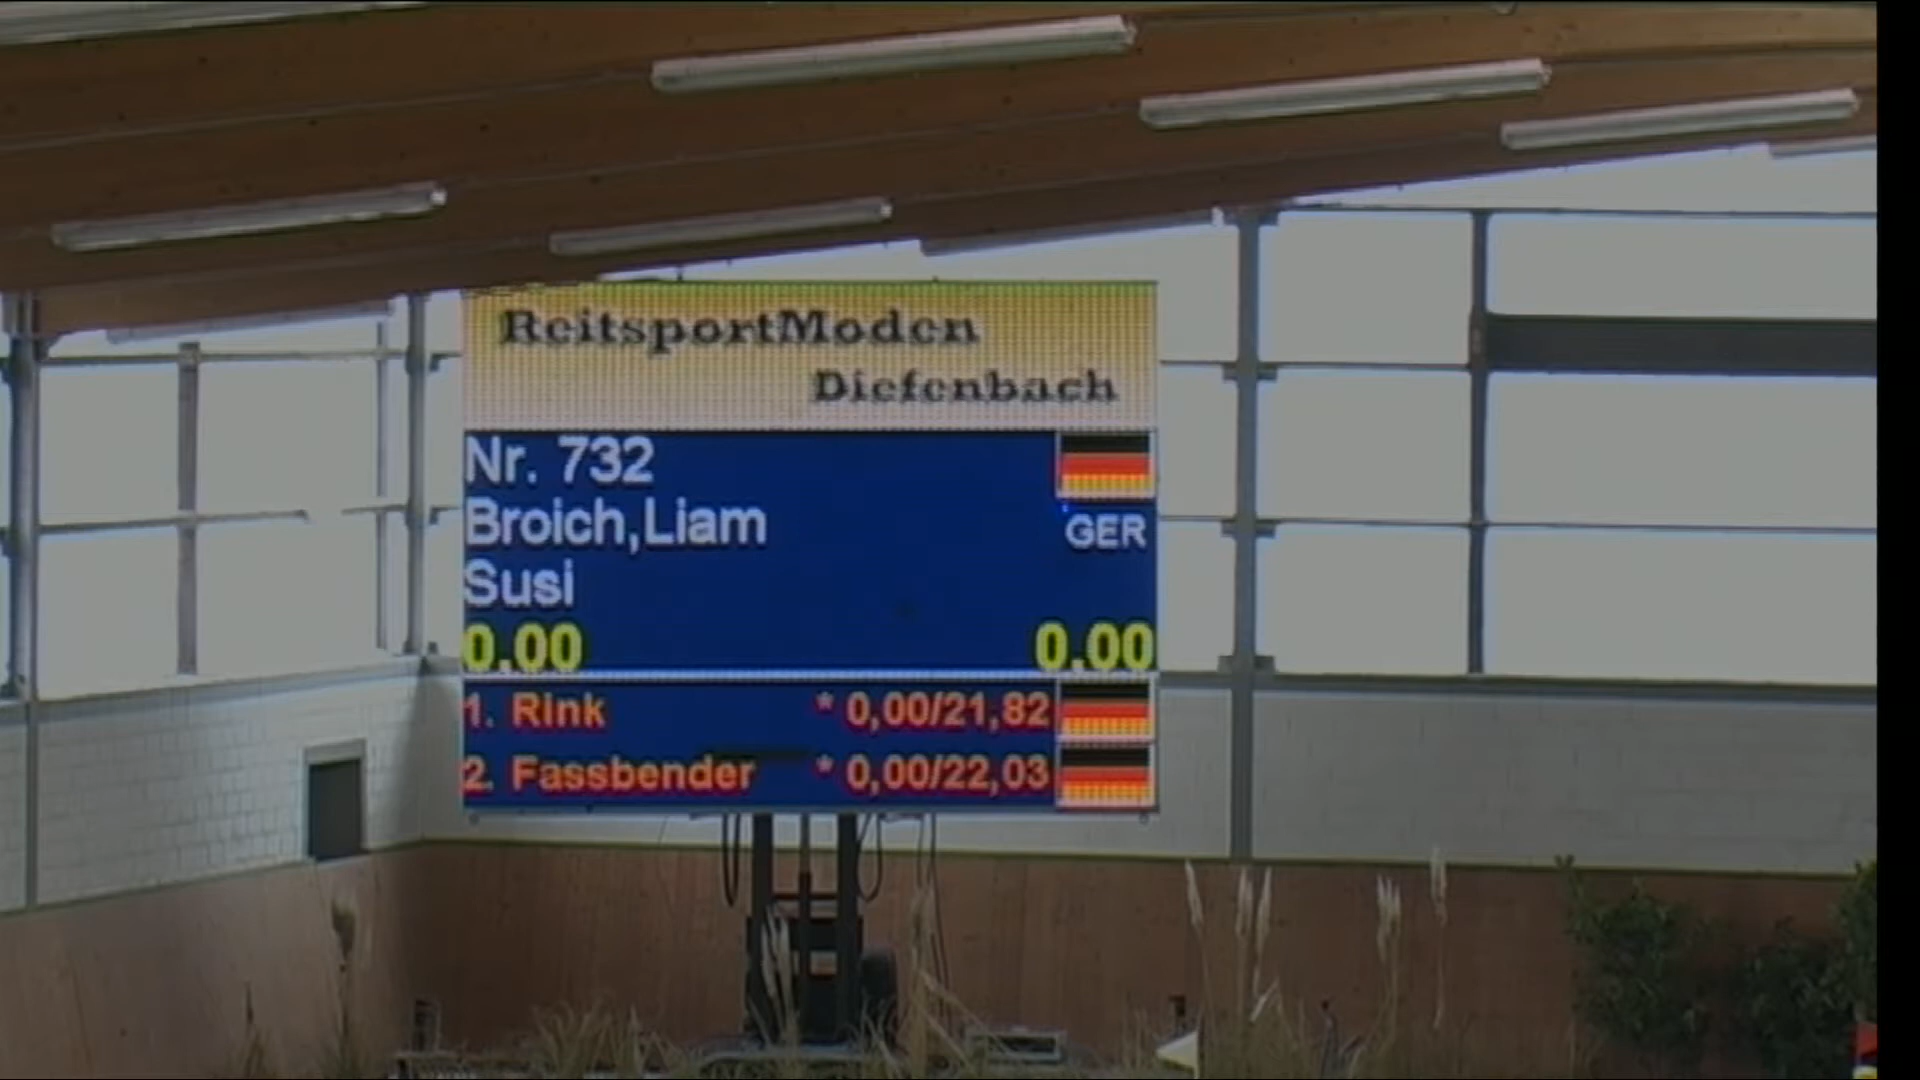 ReitsportModen
Diefenbach
Nr. 732
Broich,Liam GER
Susi
0.00 0.00
1. Rink * 0,00/21,82
2. Fassbender * 0,00/22,03